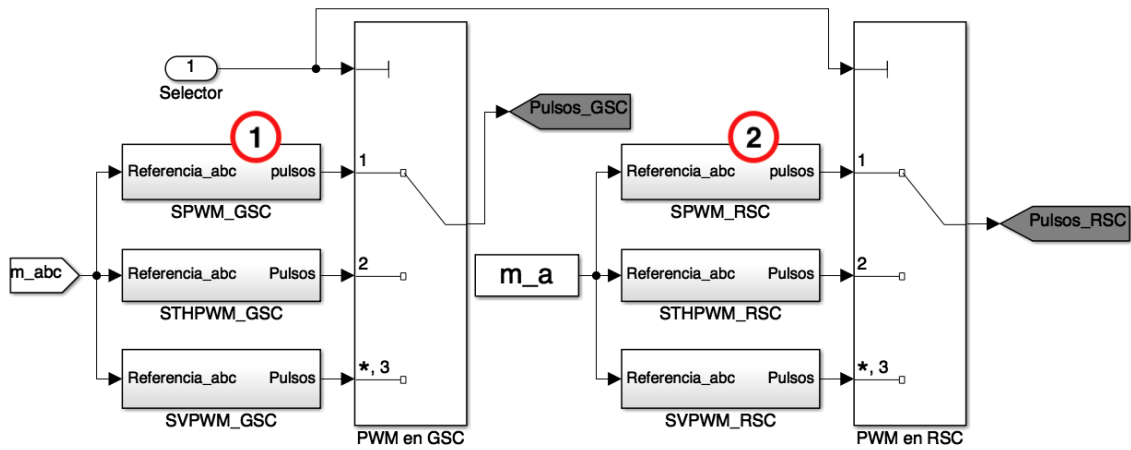 1
Selector
Pulsos_GSC
1
Referencia_abc pulsos
SPWM_GSC
1
m_abc
Referencia_abc Pulsos
STHPWM_GSC
2
Referencia_abc Pulsos
SVPWM_GSC
*, 3
PWM en GSC
2
Referencia_abc pulsos
SPWM_RSC
1
Pulsos_RSC
m_a
Referencia_abc Pulsos
STHPWM_RSC
2
Referencia_abc Pulsos
SVPWM_RSC
*, 3
PWM en RSC